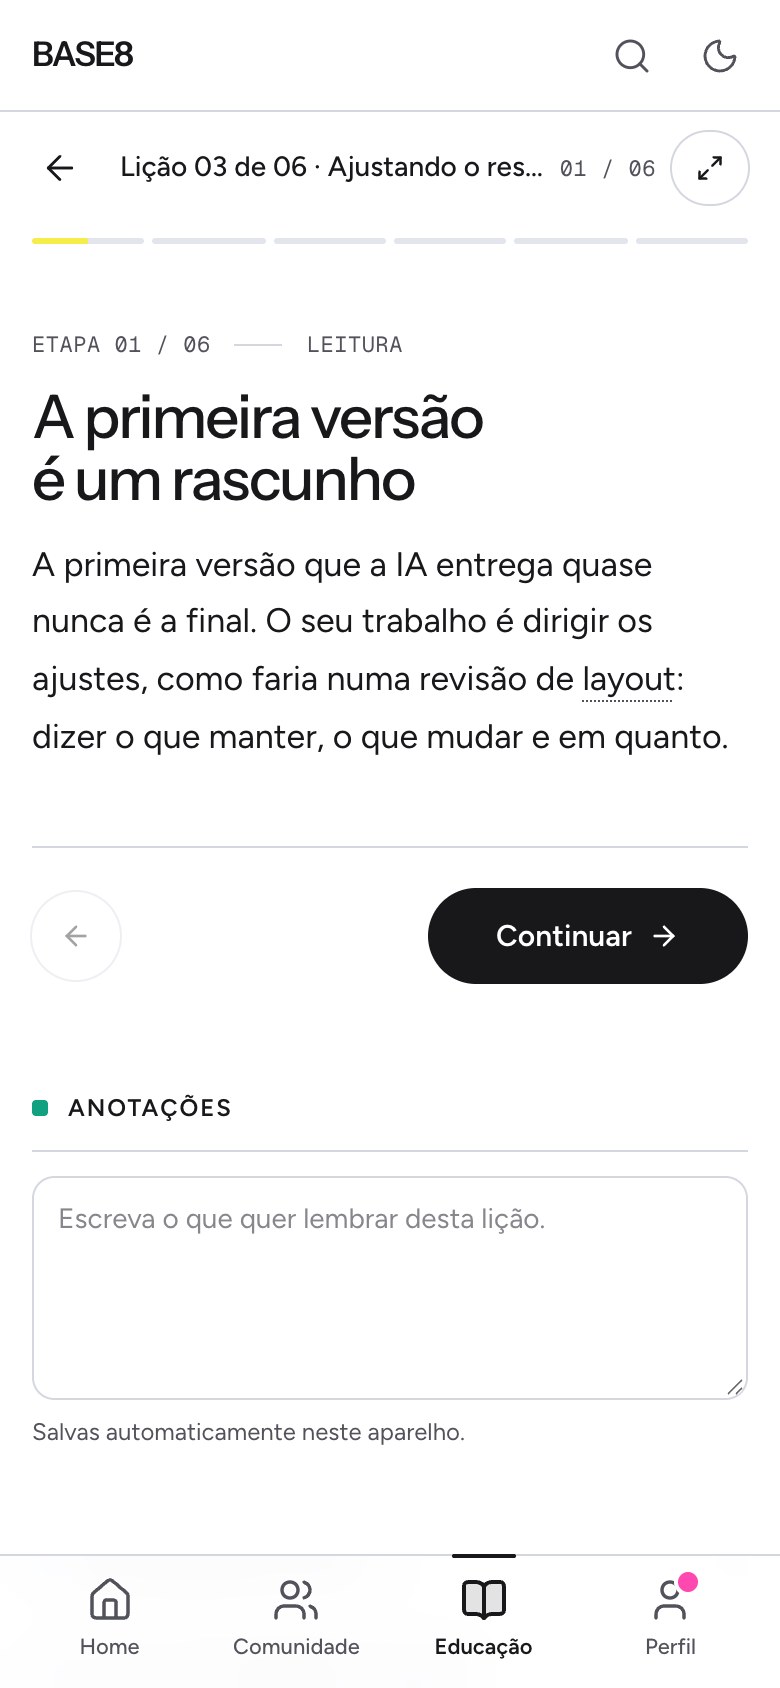 BASE8
Lição 03 de 06 · Ajustando o res...
01 / 06
ETAPA 01 / 06
LEITURA
A primeira versão
é um rascunho
A primeira versão que a IA entrega quase
nunca é a final. O seu trabalho é dirigir os
ajustes, como faria numa revisão de layout:
dizer o que manter, o que mudar e em quanto.
Continuar
ANOTAÇÕES
Escreva o que quer lembrar desta lição.
Salvas automaticamente neste aparelho.
Home
Comunidade
Educação
Perfil